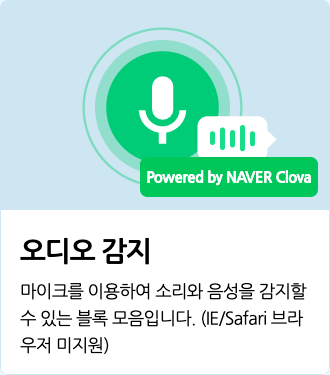 Powered by NAVER Clova
오디오 감지
마이크를 이용하여 소리와 음성을 감지할
수 있는 블록 모음입니다. (IE/Safari 브라
우저 미지원)